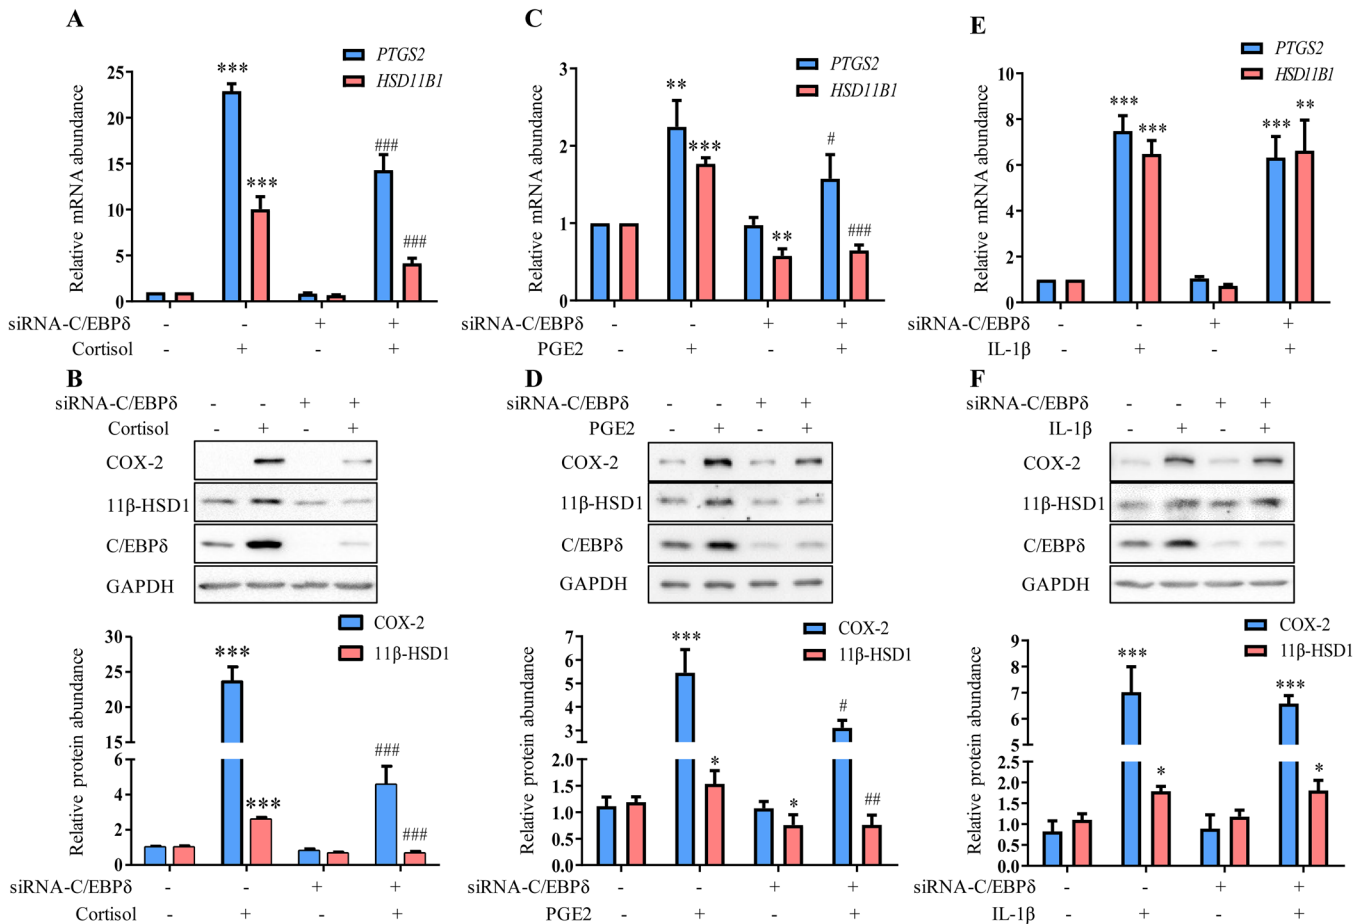 A
PTGS2
HSD11B1
Relative mRNA abundance
25
20
15
10
5
0
***
***
###
###
siRNA-C/EBPδ - - + +
Cortisol - + - +
C
PTGS2
HSD11B1
Relative mRNA abundance
3
2
1
0
**
***
**
#
###
siRNA-C/EBPδ - - + +
PGE2 - + - +
E
PTGS2
HSD11B1
Relative mRNA abundance
10
8
6
4
2
0
***
***
***
**
siRNA-C/EBPδ - - + +
IL-1β - + - +
B
siRNA-C/EBPδ - - + +
Cortisol - + - +
COX-2
11β-HSD1
C/EBPδ
GAPDH
COX-2
11β-HSD1
Relative protein abundance
30
25
20
15
10
6
4
2
0
***
***
###
###
siRNA-C/EBPδ - - + +
Cortisol - + - +
D
siRNA-C/EBPδ - - + +
PGE2 - + - +
COX-2
11β-HSD1
C/EBPδ
GAPDH
COX-2
11β-HSD1
Relative protein abundance
7
6
5
4
3
2.0
1.5
1.0
0.5
0.0
***
*
*
#
##
siRNA-C/EBPδ - - + +
PGE2 - + - +
F
siRNA-C/EBPδ - - + +
IL-1β - + - +
COX-2
11β-HSD1
C/EBPδ
GAPDH
COX-2
11β-HSD1
Relative protein abundance
9
8
7
6
5
2.5
2.0
1.5
1.0
0.5
0.0
***
*
***
*
siRNA-C/EBPδ - - + +
IL-1β - + - +